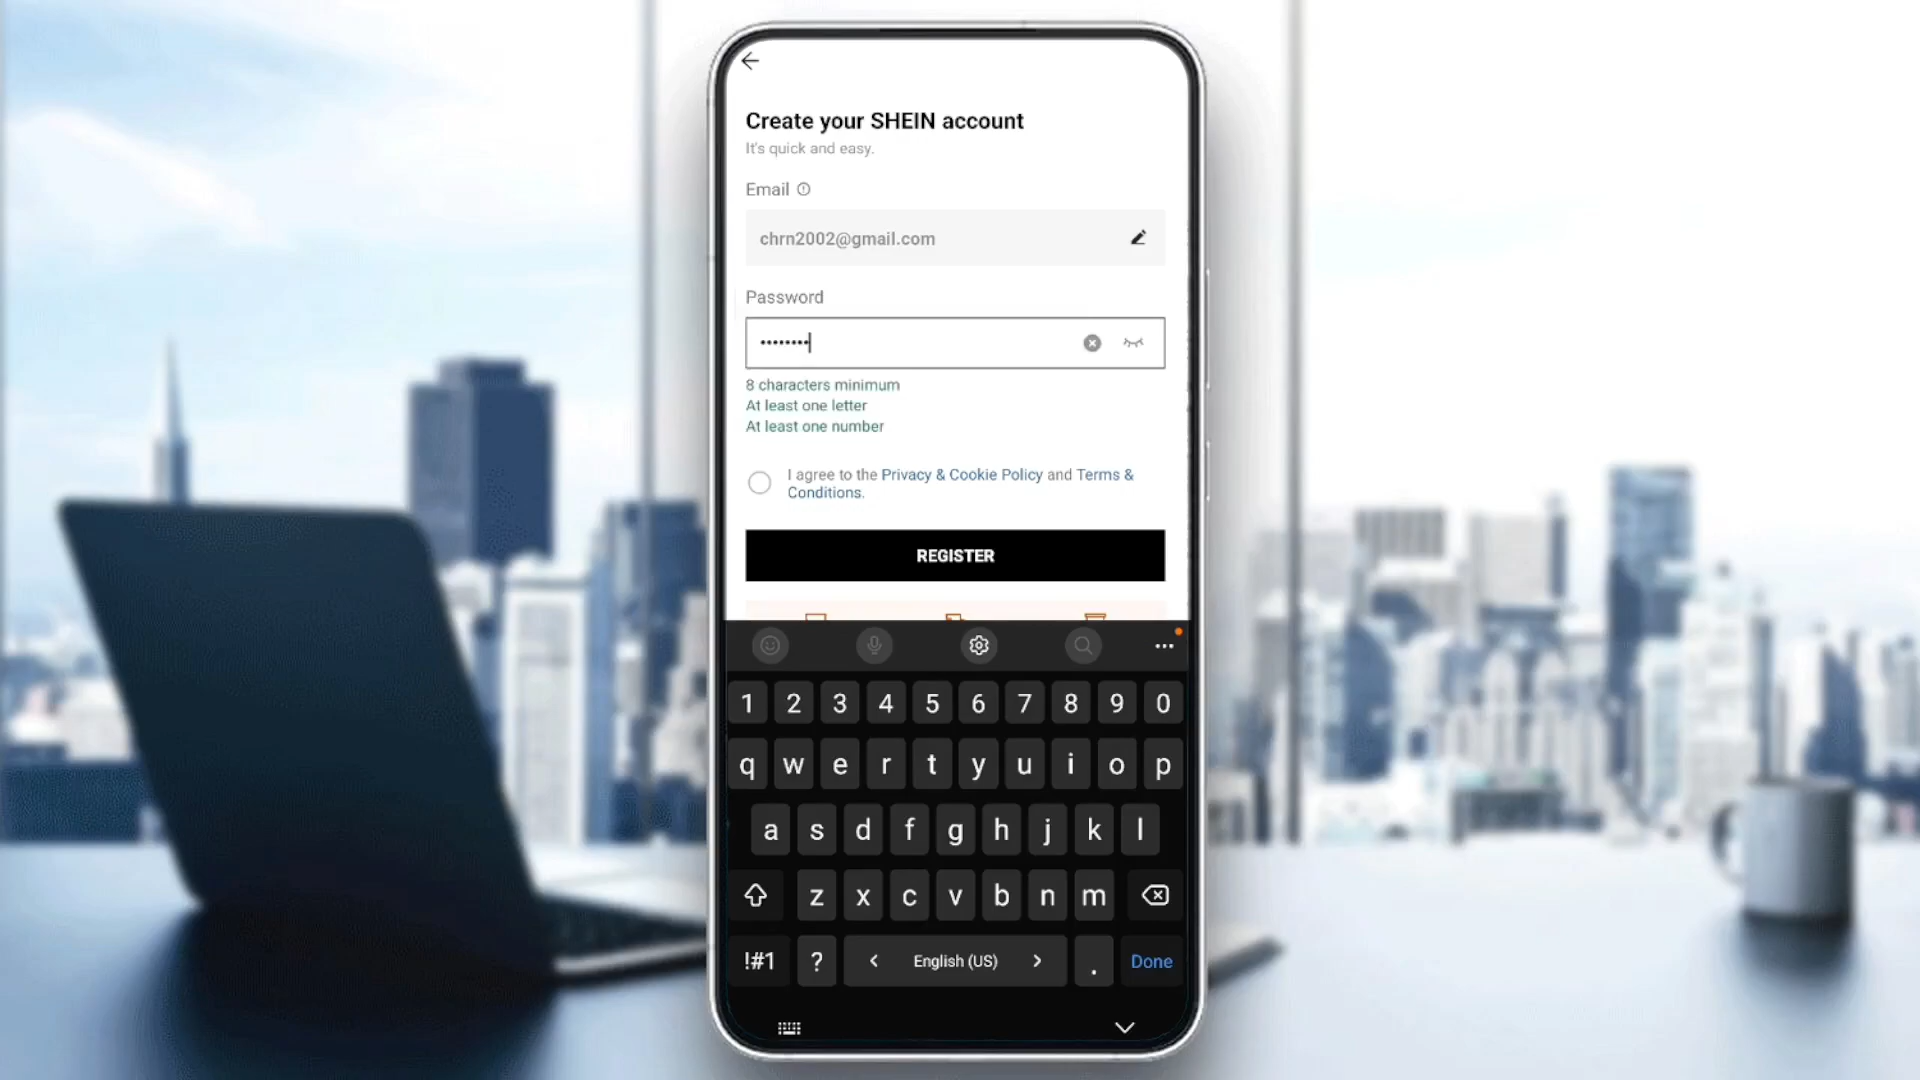 Create your SHEIN account
It's quick and easy.
Email
chrn2002@gmail.com
Password
••••••••
8 characters minimum
At least one letter
At least one number
I agree to the Privacy & Cookie Policy and Terms &
Conditions.
REGISTER
1 2 3 4 5 6 7 8 9 0
q w e r t y u i o p
a s d f g h j k l
z x c v b n m
!#1 ? < English (US) > . Done